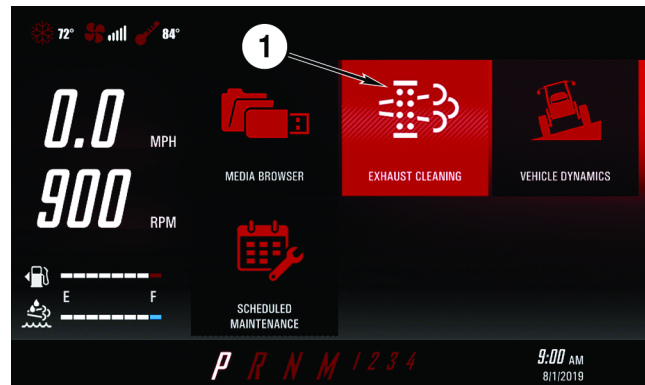 72°
84°
1
0.0 MPH
900 RPM
E F
MEDIA BROWSER
EXHAUST CLEANING
VEHICLE DYNAMICS
SCHEDULED
MAINTENANCE
P R N M 1 2 3 4
9:00 AM
8/1/2019